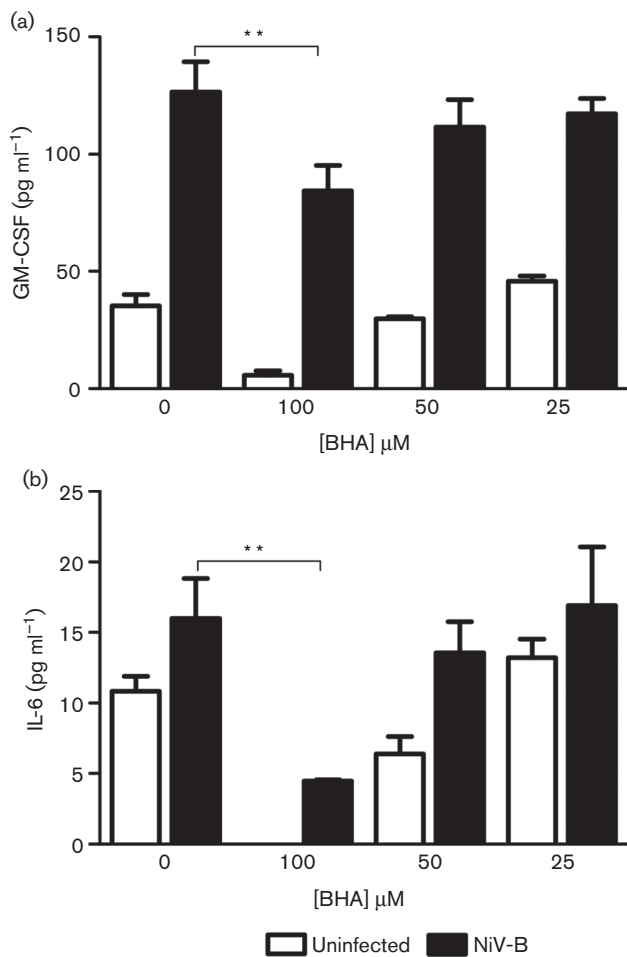 (a)
150
**
100
GM-CSF (pg ml⁻¹)
50
0
0 100 50 25
[BHA] μM
(b)
25
**
20
15
IL-6 (pg ml⁻¹)
10
5
0
0 100 50 25
[BHA] μM
Uninfected NiV-B